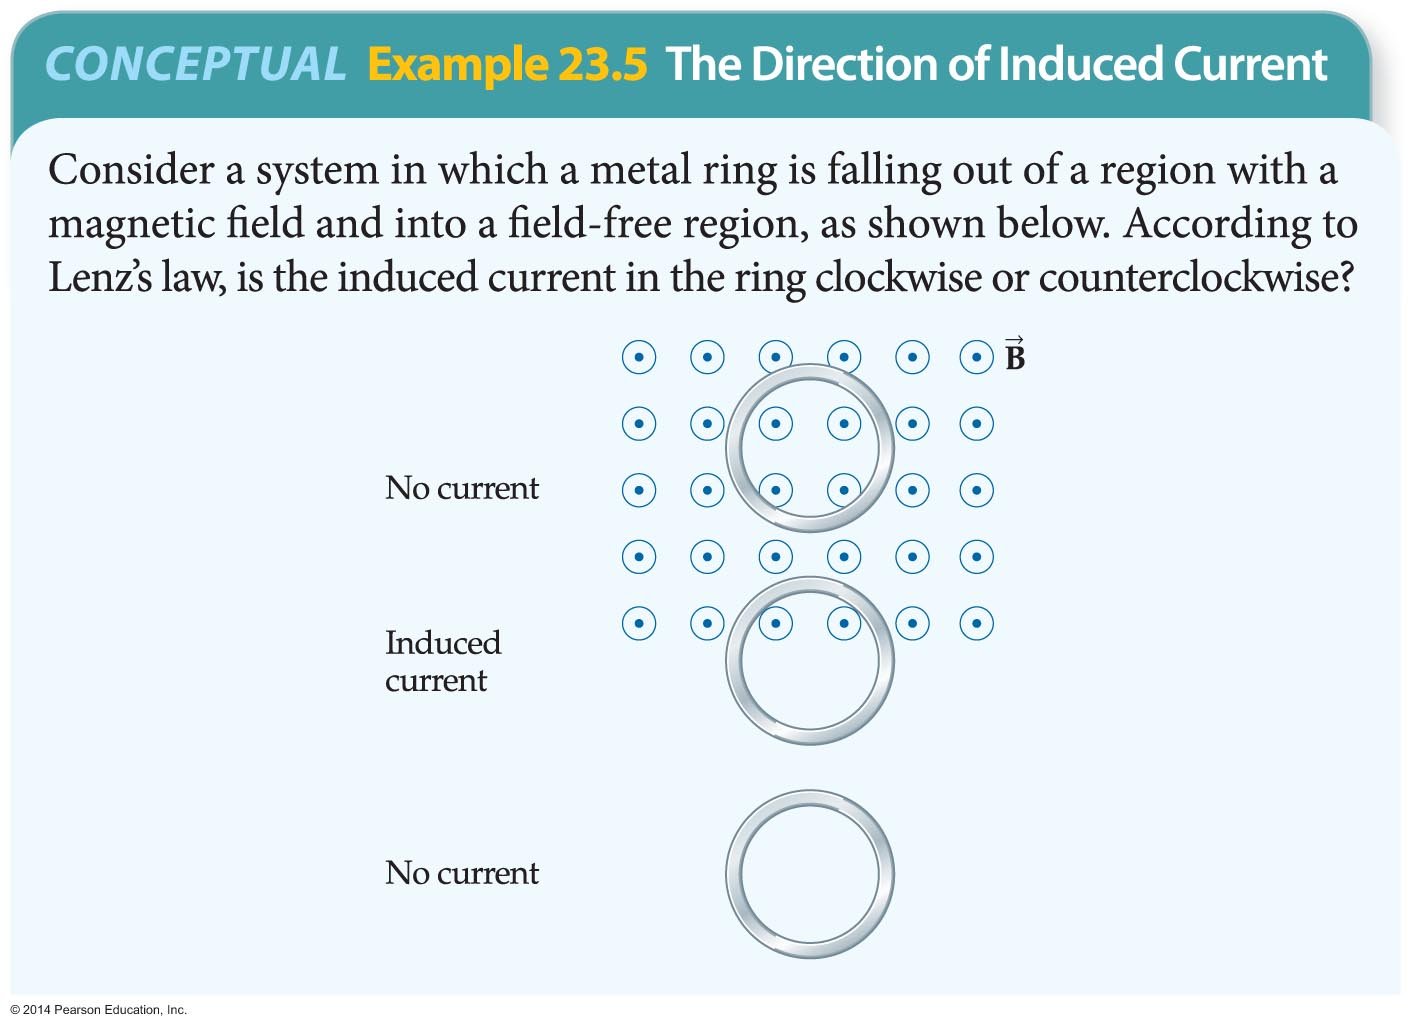 CONCEPTUAL Example 23.5 The Direction of Induced Current
Consider a system in which a metal ring is falling out of a region with a
magnetic field and into a field-free region, as shown below. According to
Lenz’s law, is the induced current in the ring clockwise or counterclockwise?
B⃗
No current
Induced
current
No current
© 2014 Pearson Education, Inc.